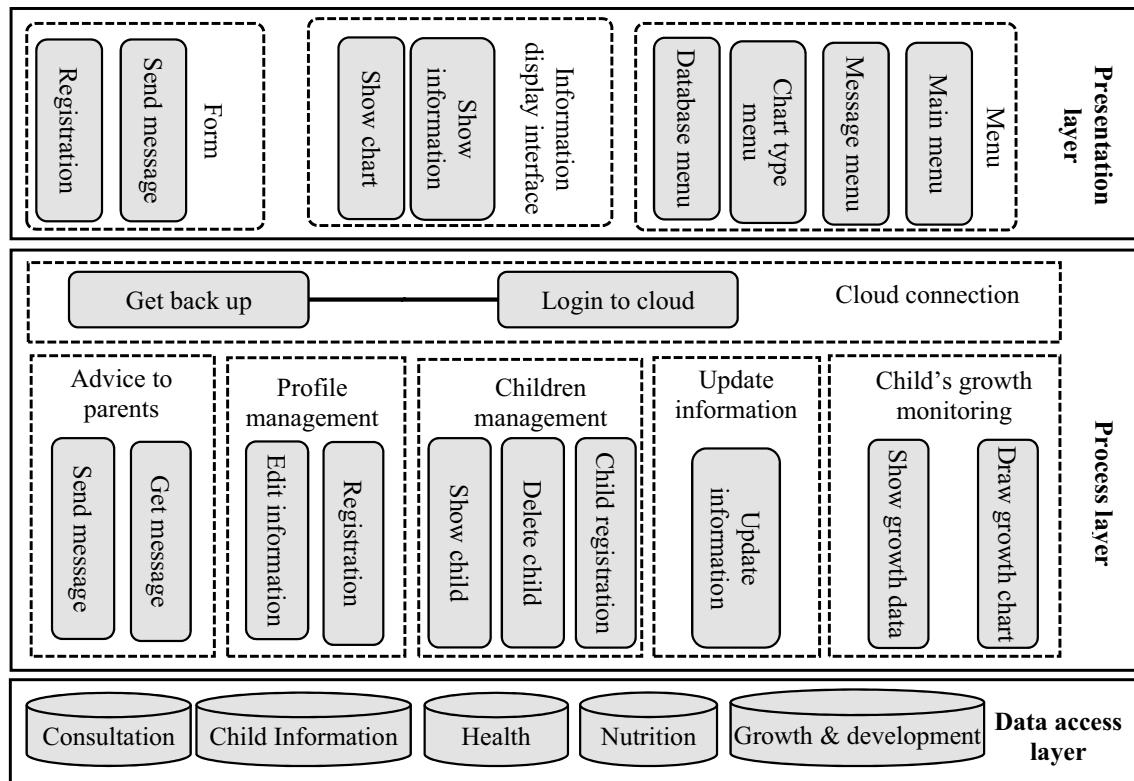 Registration
Send message
Form
Show chart
Show
information
Information
display interface
Database menu
Chart type
menu
Message menu
Main menu
Menu
Presentation
layer
Get back up
Login to cloud
Cloud connection
Advice to
parents
Send message
Get message
Profile
management
Edit information
Registration
Children
management
Show child
Delete child
Child registration
Update
information
Update
information
Child’s growth
monitoring
Show growth data
Draw growth chart
Process layer
Consultation
Child Information
Health
Nutrition
Growth & development
Data access
layer